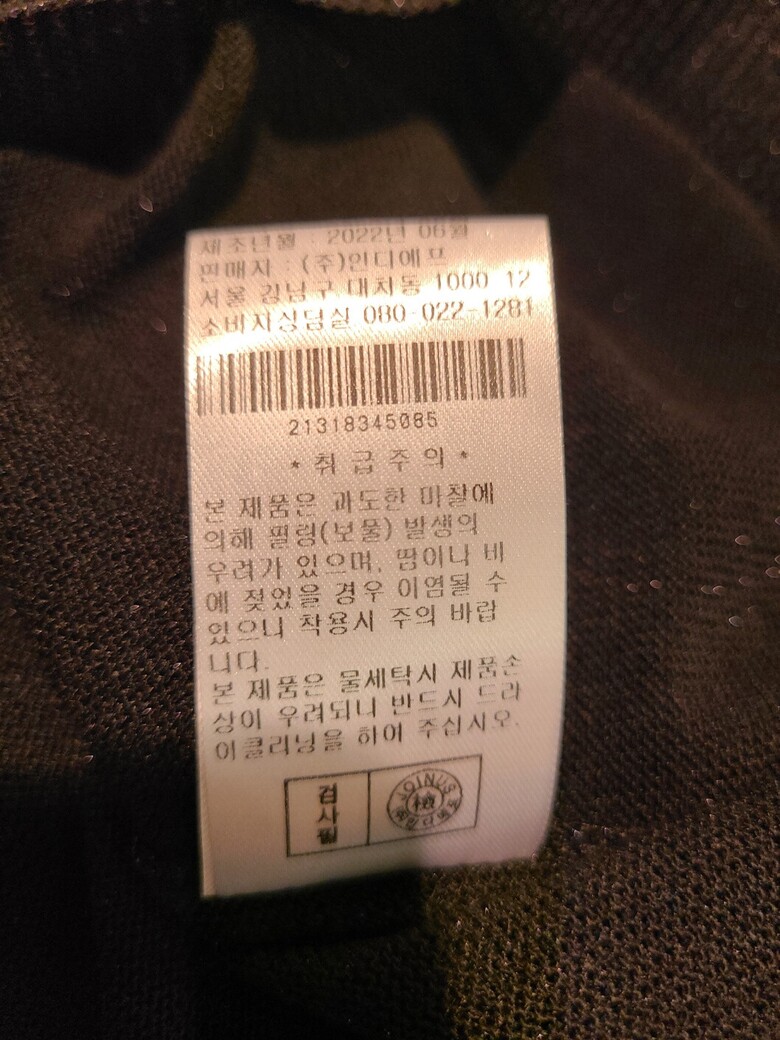 제조년월 : 2022년 06월
판매자 : (주)인디에프
서울 강남구 대치동 1000-12
소비자상담실 080-022-1281
21318345085
*취급주의*
본 제품은 과도한 마찰에
의해 필링(보풀) 발생의
우려가 있으며, 땀이나 비
에 젖었을 경우 이염될 수
있으니 착용시 주의 바랍
니다.
본 제품은 물세탁시 제품손
상이 우려되니 반드시 드라
이클리닝을 하여 주십시오.
검사필
JOINUS
檢